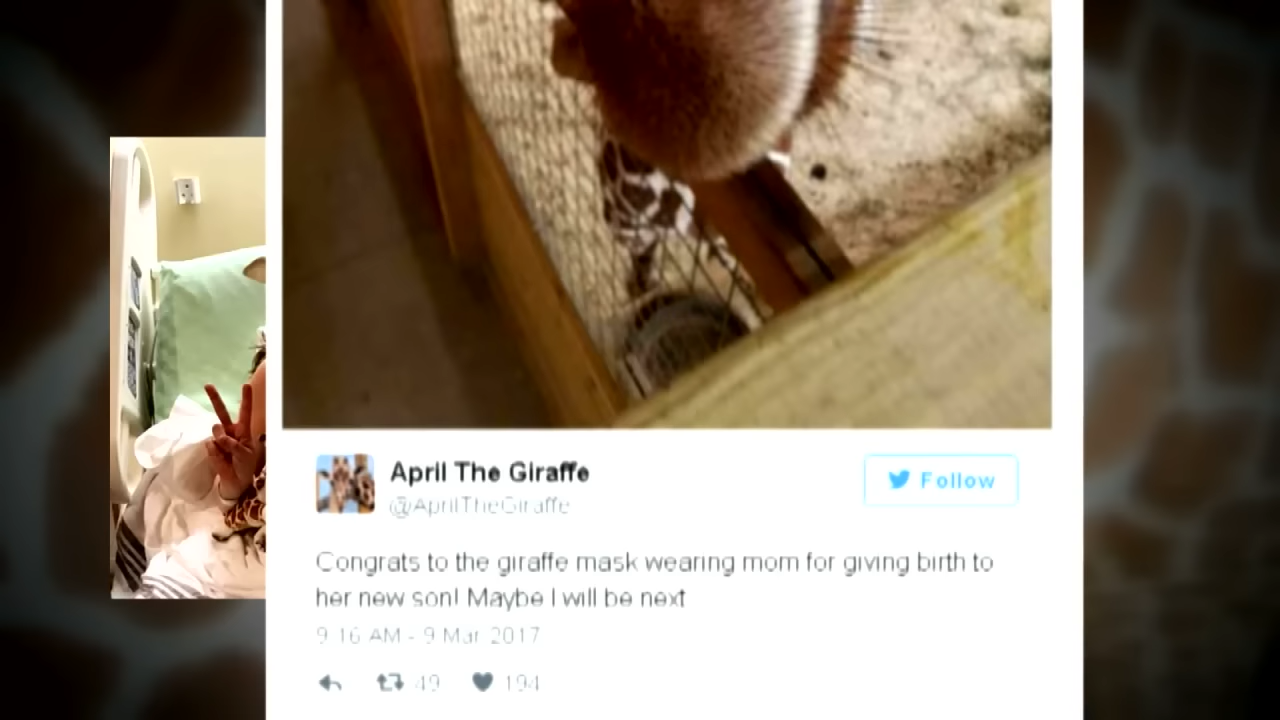 April The Giraffe
Follow
@AprilTheGiraffe
Congrats to the giraffe mask wearing mom for giving birth to
her new son! Maybe I will be next
9:16 AM - 9 Mar 2017
49 194